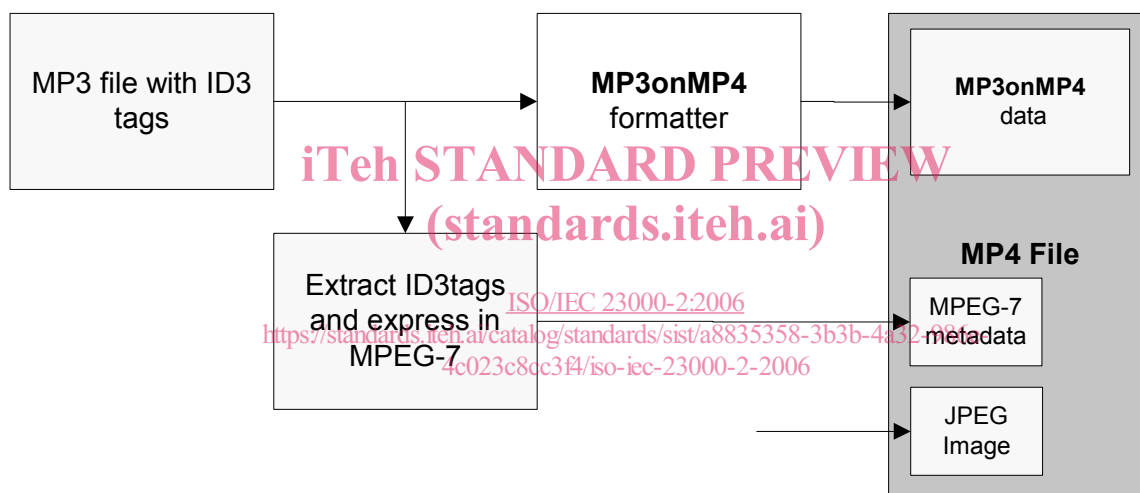 MP3 file with ID3
tags
MP3onMP4
formatter
MP3onMP4
data
iTeh STANDARD PREVIEW
(standards.iteh.ai)
MP4 File
Extract ID3tags
and express in
MPEG-7
ISO/IEC 23000-2:2006
https://standards.iteh.ai/catalog/standards/sist/a8835358-3b3b-4a32-986a-
4c023c8cc3f4/iso-iec-23000-2-2006
MPEG-7
metadata
JPEG
Image